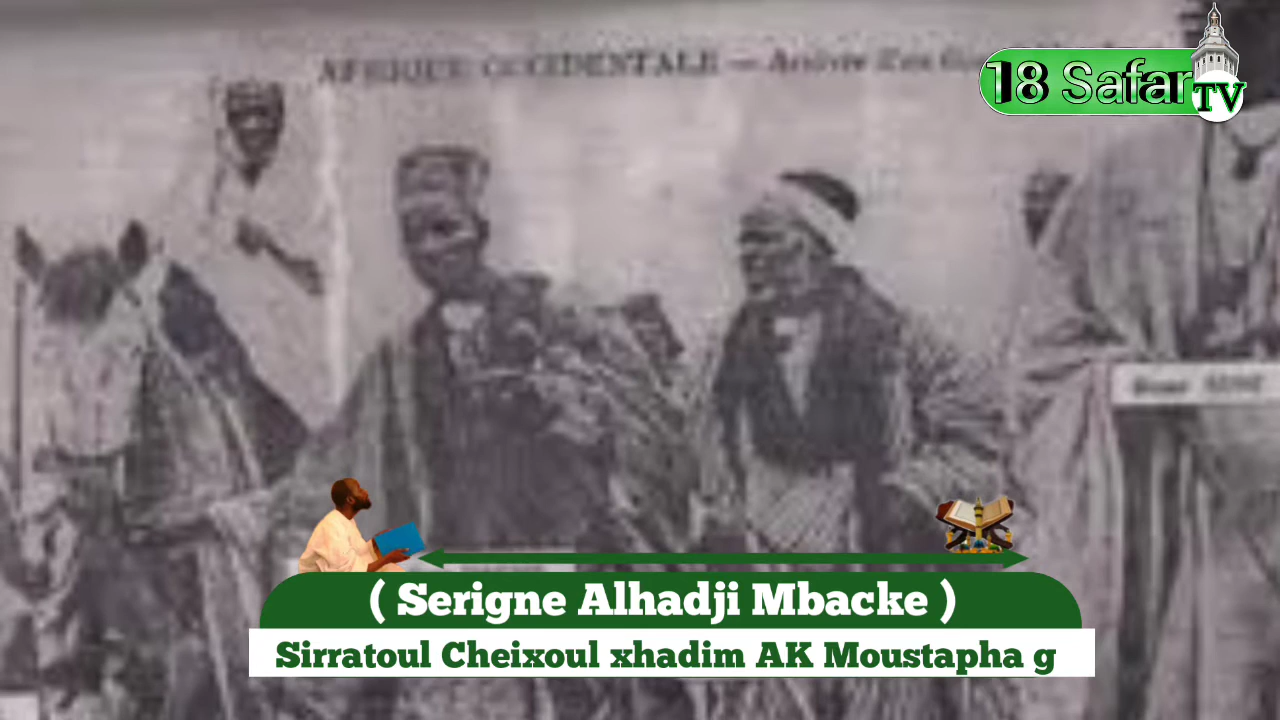 AFRIQUE OCCIDENTALE —
18 Safar
TV
( Serigne Alhadji Mbacke )
Sirratoul Cheixoul xhadim AK Moustapha g